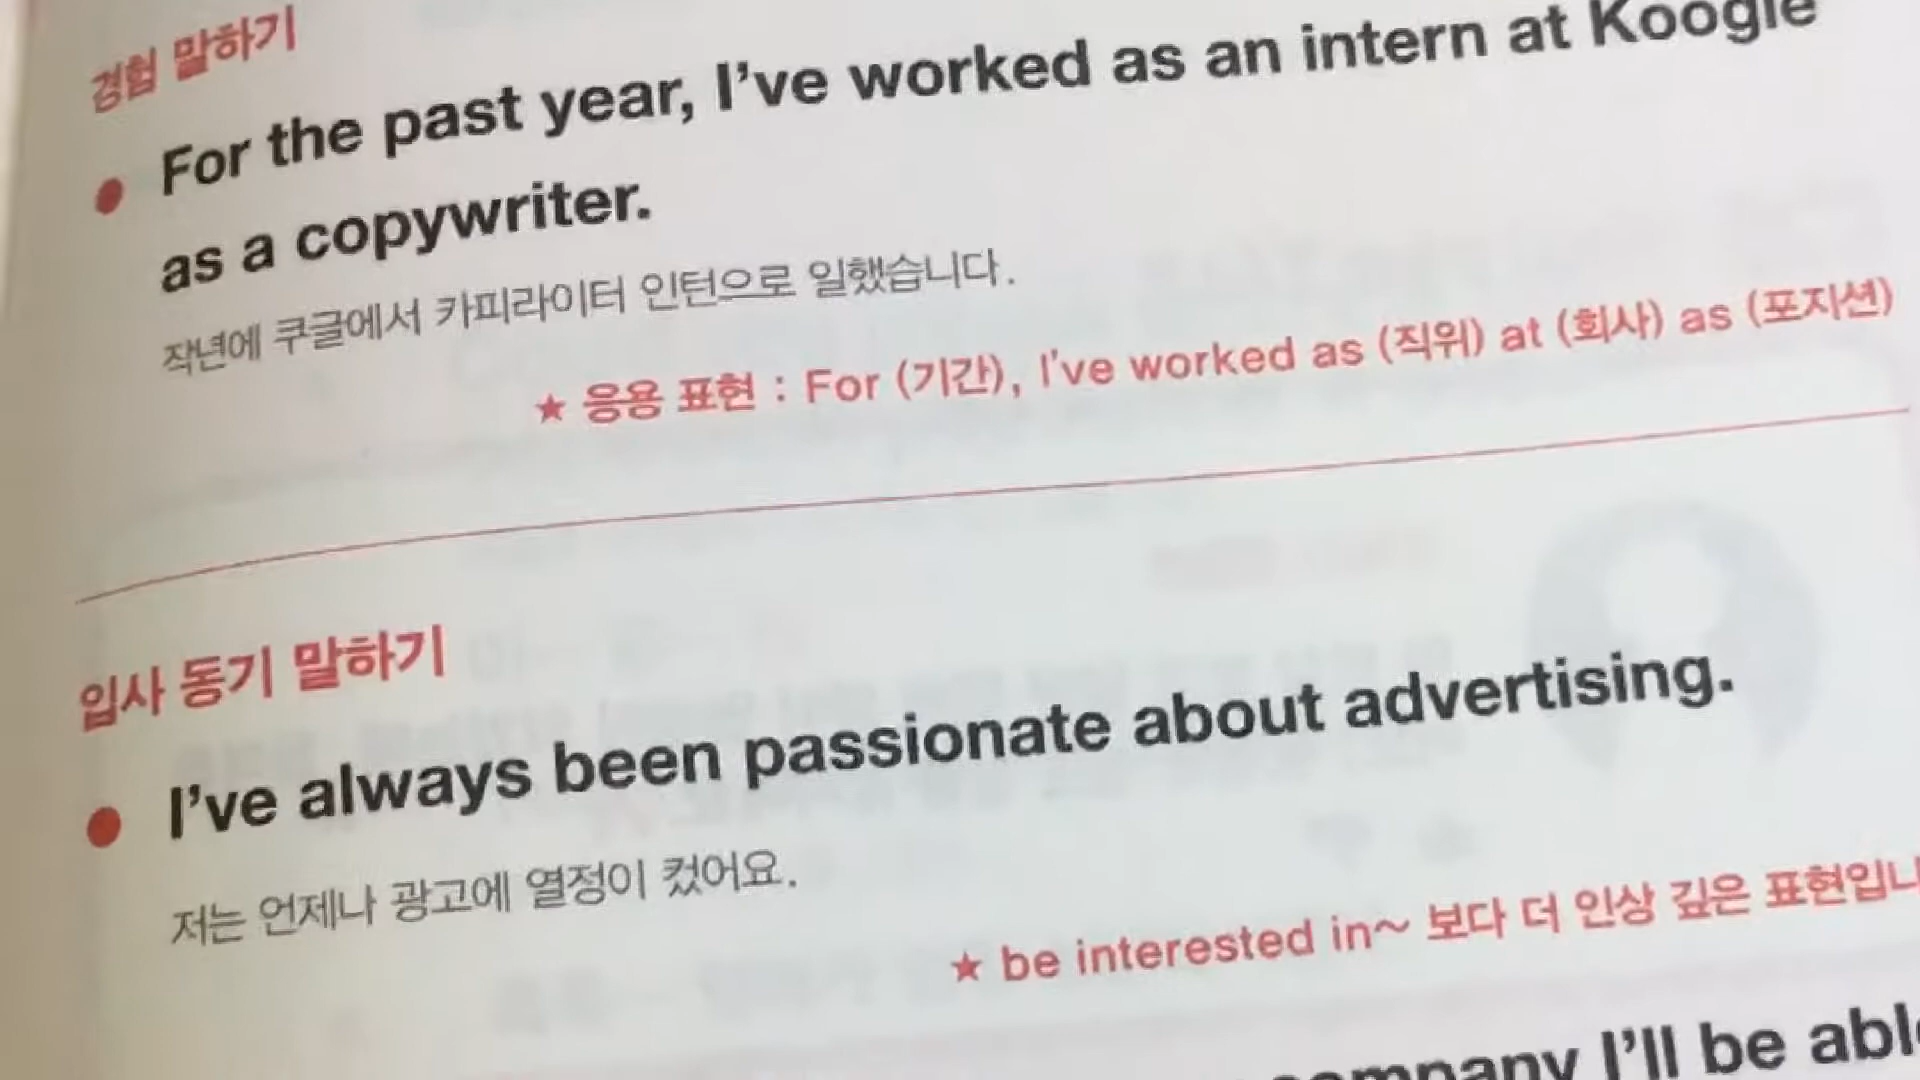 경험 말하기
● For the past year, I've worked as an intern at Koogle
as a copywriter.
작년에 쿠글에서 카피라이터 인턴으로 일했습니다.
★ 응용 표현 : For (기간), I've worked as (직위) at (회사) as (포지션)
입사 동기 말하기
● I've always been passionate about advertising.
저는 언제나 광고에 열정이 컸어요.
★ be interested in~ 보다 더 인상 깊은 표현입니
company I'll be abl